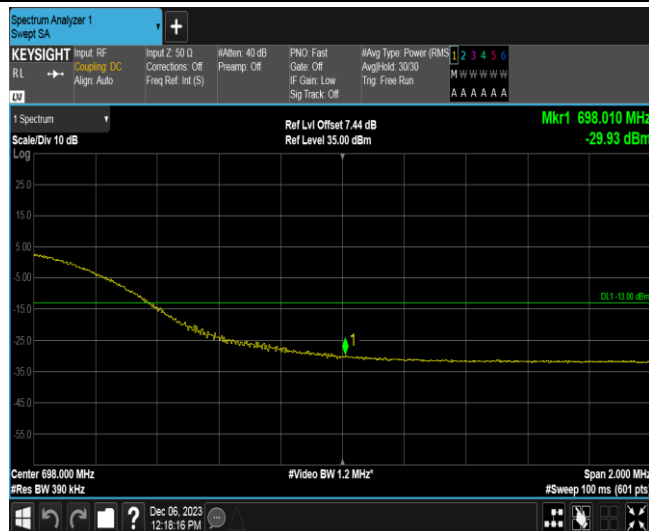 Spectrum Analyzer 1
Swept SA
+
KEYSIGHT
RL
Input: RF
Coupling: DC
Align: Auto
Input Z: 50 Ω
Corrections: Off
Freq Ref: Int (S)
#Atten: 40 dB
Preamp: Off
PNO: Fast
Gate: Off
IF Gain: Low
Sig Track: Off
#Avg Type: Power (RMS
Avg|Hold: 30/30
Trig: Free Run
1 2 3 4 5 6
M W W W W W
A A A A A A
1 Spectrum
Scale/Div 10 dB
Ref Lvl Offset 7.44 dB
Ref Level 35.00 dBm
Mkr1 698.010 MHz
-29.93 dBm
Log
25.0
15.0
5.00
-5.00
DL1 -13.00 dBm
-15.0
-25.0
1
-35.0
-45.0
-55.0
Center 698.000 MHz
#Video BW 1.2 MHz*
Span 2.000 MHz
#Res BW 390 kHz
#Sweep 100 ms (601 pts)
?
Dec 06, 2023
12:18:16 PM